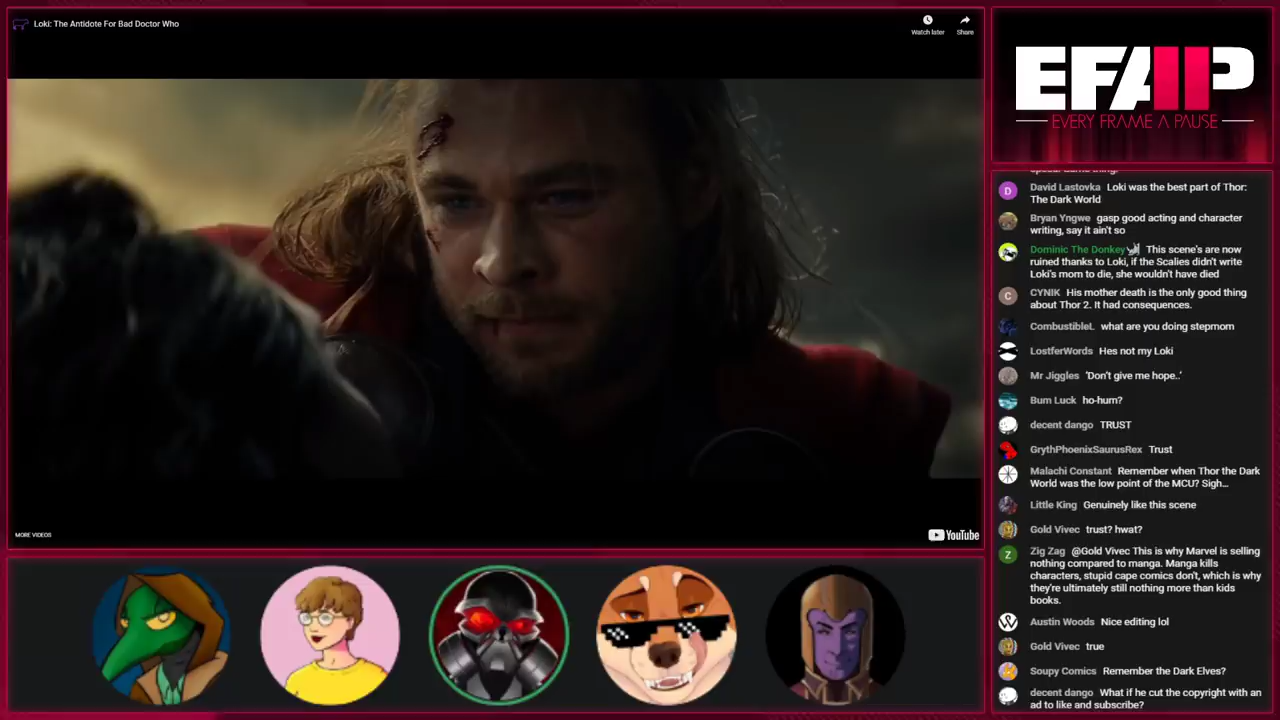 Loki: The Antidote For Bad Doctor Who
Watch later
Share
MORE VIDEOS
YouTube
EFAP
EVERY FRAME A PAUSE
David Lastovka Loki was the best part of Thor:
The Dark World
Bryan Yngwe gasp good acting and character
writing, say it ain't so
Dominic The Donkey This scene's are now
ruined thanks to Loki, if the Scalies didn't write
Loki's mom to die, she wouldn't have died
CYNIK His mother death is the only good thing
about Thor 2. It had consequences.
CombustibleL what are you doing stepmom
LostferWords Hes not my Loki
Mr Jiggles 'Don't give me hope..'
Bum Luck ho-hum?
decent dango TRUST
GrythPhoenixSaurusRex Trust
Malachi Constant Remember when Thor the Dark
World was the low point of the MCU? Sigh...
Little King Genuinely like this scene
Gold Vivec trust? hwat?
Z
Zig Zag @Gold Vivec This is why Marvel is selling
nothing compared to manga. Manga kills
characters, stupid cape comics don't, which is why
they're ultimately still nothing more than kids
books.
Austin Woods Nice editing lol
Gold Vivec true
Soupy Comics Remember the Dark Elves?
decent dango What if he cut the copyright with an
ad to like and subscribe?